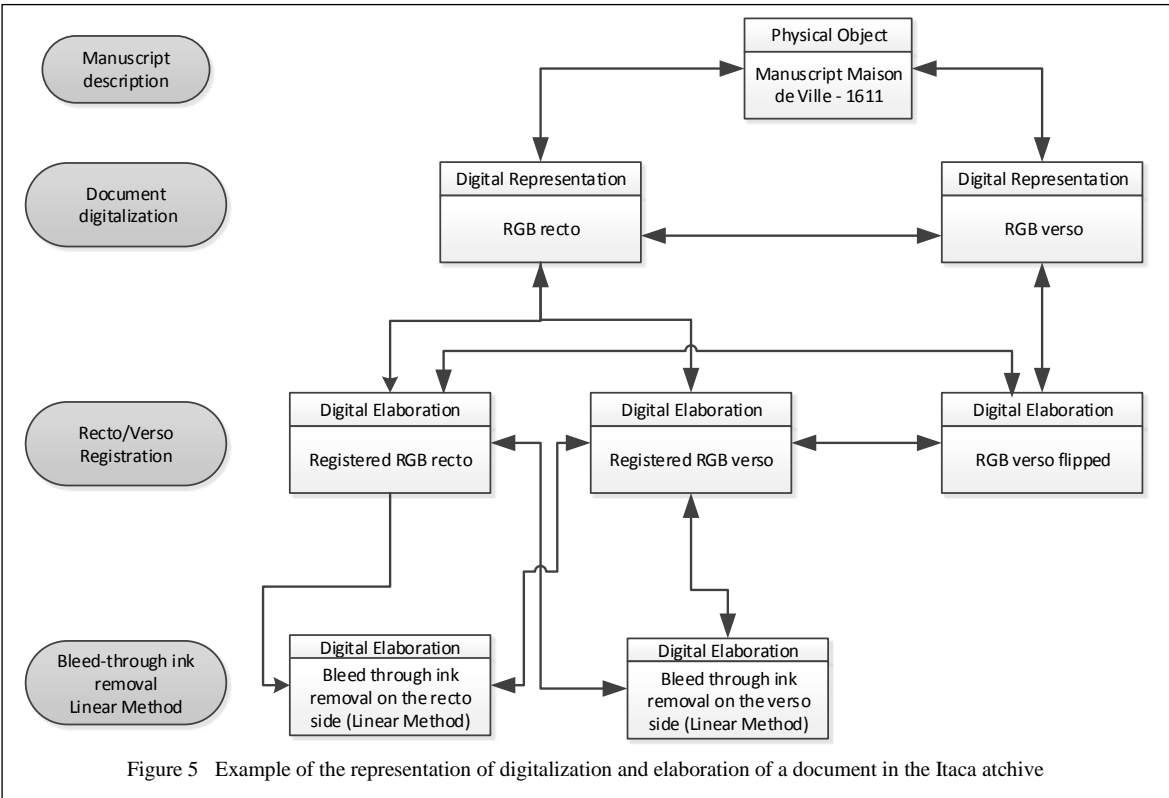 Manuscript
description
Physical Object
Manuscript Maison
de Ville - 1611
Document
digitalization
Digital Representation
RGB recto
Digital Representation
RGB verso
Recto/Verso
Registration
Digital Elaboration
Registered RGB recto
Digital Elaboration
Registered RGB verso
Digital Elaboration
RGB verso flipped
Bleed-through ink
removal
Linear Method
Digital Elaboration
Bleed through ink
removal on the recto
side (Linear Method)
Digital Elaboration
Bleed through ink
removal on the verso
side (Linear Method)
Figure 5 Example of the representation of digitalization and elaboration of a document in the Itaca atchive